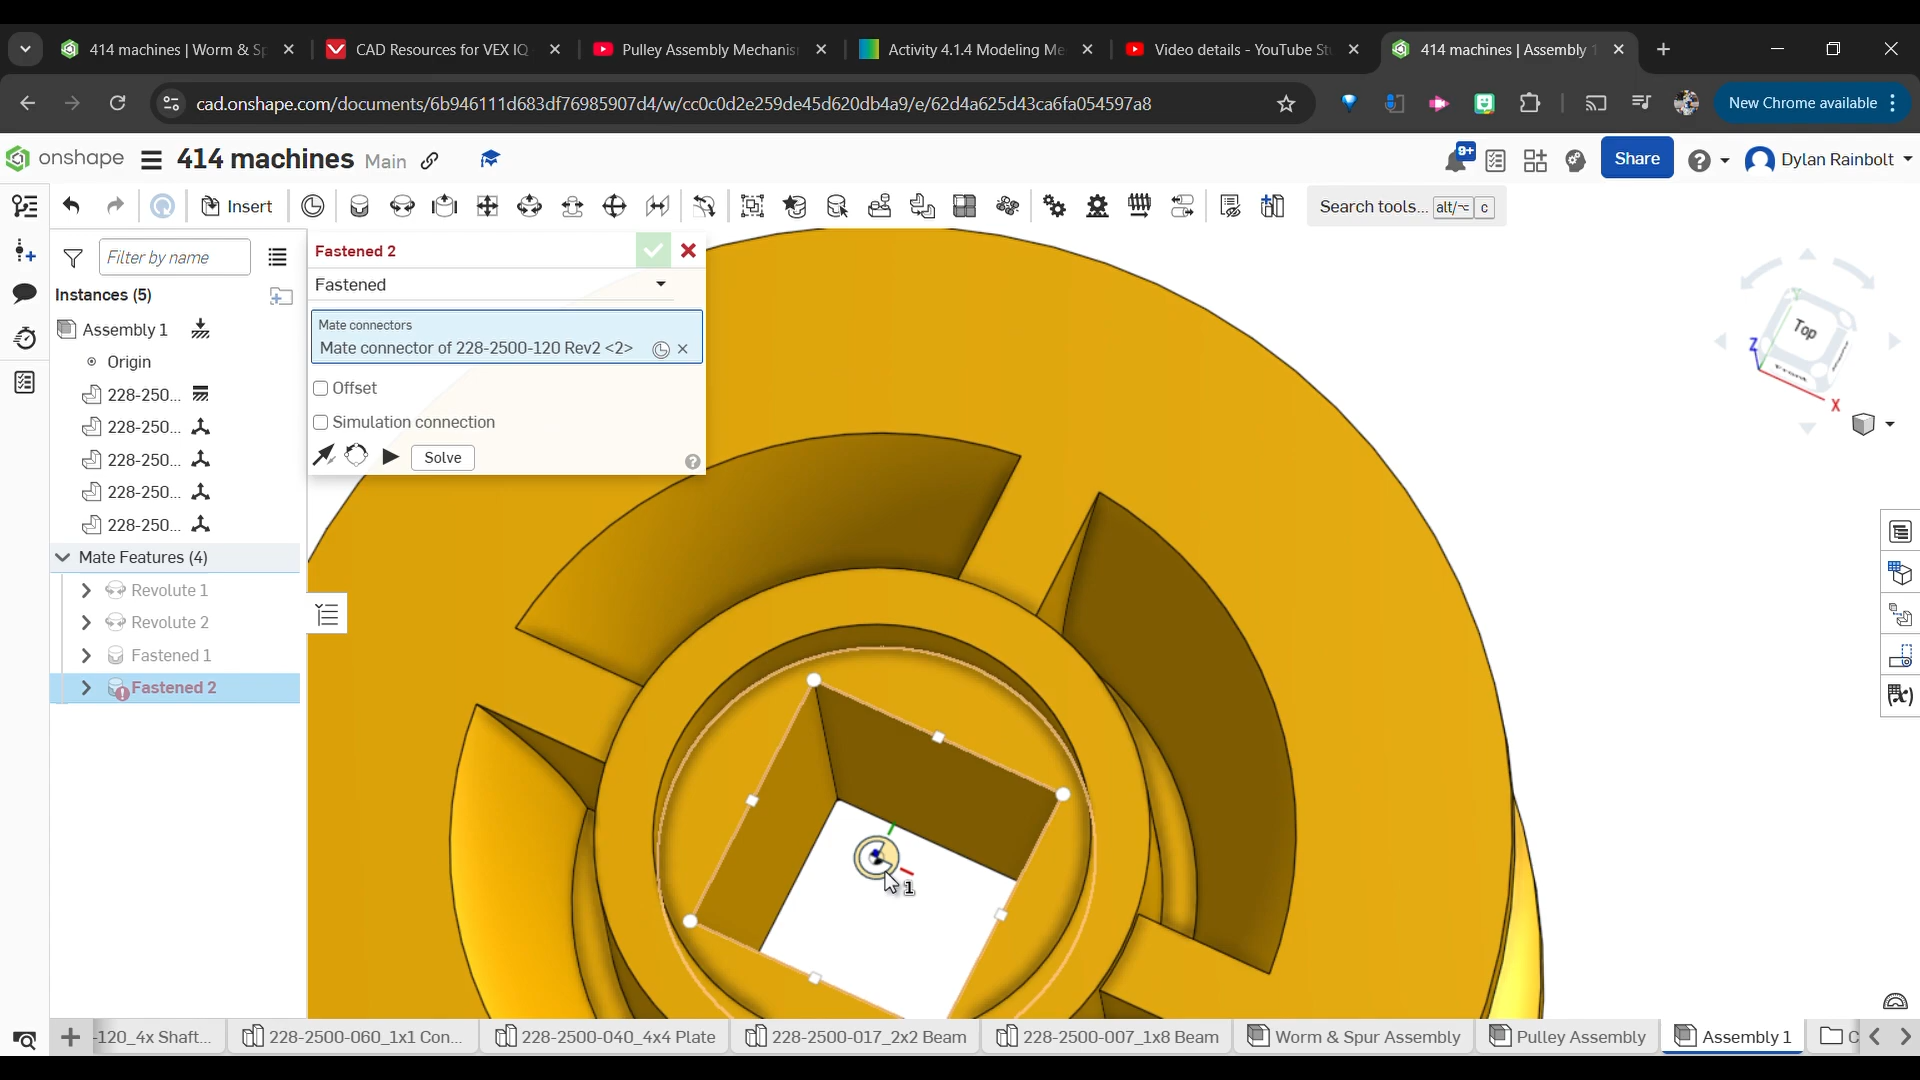 414 machines | Worm & Sp
CAD Resources for VEX IQ
Pulley Assembly Mechanis
Activity 4.1.4 Modeling Me
Video details - YouTube St
414 machines | Assembly 1
cad.onshape.com/documents/6b946111d683df76985907d4/w/cc0c0d2e259de45d620db4a9/e/62d4a625d43ca6fa054597a8
New Chrome available
onshape
414 machines Main
9+
Share
Dylan Rainbolt
Insert
Search tools... alt/⌥ c
Filter by name
Instances (5)
Assembly 1
Origin
228-250...
228-250...
228-250...
228-250...
228-250...
Mate Features (4)
Revolute 1
Revolute 2
Fastened 1
Fastened 2
Fastened 2
Fastened
Mate connectors
Mate connector of 228-2500-120 Rev2 <2>
Offset
Simulation connection
Solve
1
Top
Front
Z
X
-120_4x Shaft...
228-2500-060_1x1 Con...
228-2500-040_4x4 Plate
228-2500-017_2x2 Beam
228-2500-007_1x8 Beam
Worm & Spur Assembly
Pulley Assembly
Assembly 1
C